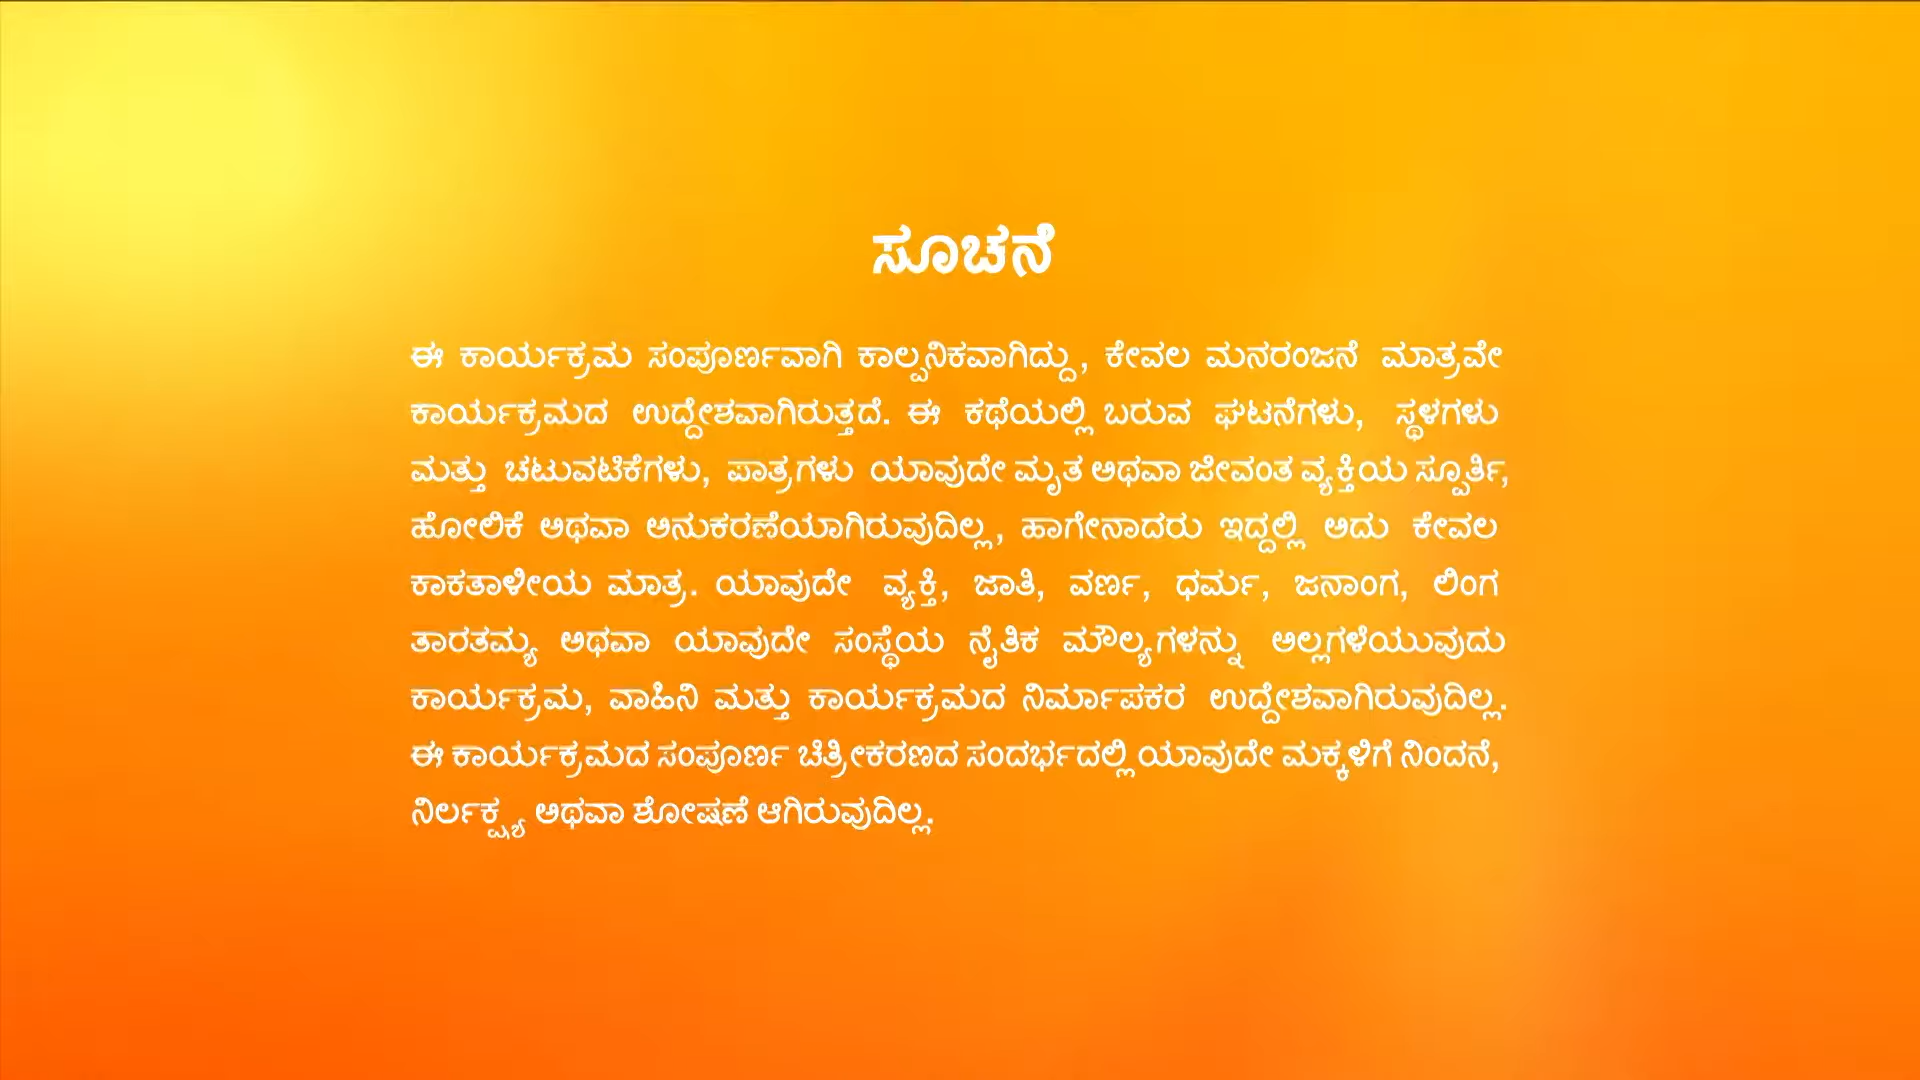 ಸೂಚನೆ
ಈ ಕಾರ್ಯಕ್ರಮ ಸಂಪೂರ್ಣವಾಗಿ ಕಾಲ್ಪನಿಕವಾಗಿದ್ದು, ಕೇವಲ ಮನರಂಜನೆ ಮಾತ್ರವೇ
ಕಾರ್ಯಕ್ರಮದ ಉದ್ದೇಶವಾಗಿರುತ್ತದೆ. ಈ ಕಥೆಯಲ್ಲಿ ಬರುವ ಘಟನೆಗಳು, ಸ್ಥಳಗಳು
ಮತ್ತು ಚಟುವಟಿಕೆಗಳು, ಪಾತ್ರಗಳು ಯಾವುದೇ ಮೃತ ಅಥವಾ ಜೀವಂತ ವ್ಯಕ್ತಿಯ ಸ್ಪೂರ್ತಿ,
ಹೋಲಿಕೆ ಅಥವಾ ಅನುಕರಣೆಯಾಗಿರುವುದಿಲ್ಲ, ಹಾಗೇನಾದರು ಇದ್ದಲ್ಲಿ ಅದು ಕೇವಲ
ಕಾಕತಾಳೀಯ ಮಾತ್ರ. ಯಾವುದೇ ವ್ಯಕ್ತಿ, ಜಾತಿ, ವರ್ಣ, ಧರ್ಮ, ಜನಾಂಗ, ಲಿಂಗ
ತಾರತಮ್ಯ ಅಥವಾ ಯಾವುದೇ ಸಂಸ್ಥೆಯ ನೈತಿಕ ಮೌಲ್ಯಗಳನ್ನು ಅಲ್ಲಗಳೆಯುವುದು
ಕಾರ್ಯಕ್ರಮ, ವಾಹಿನಿ ಮತ್ತು ಕಾರ್ಯಕ್ರಮದ ನಿರ್ಮಾಪಕರ ಉದ್ದೇಶವಾಗಿರುವುದಿಲ್ಲ.
ಈ ಕಾರ್ಯಕ್ರಮದ ಸಂಪೂರ್ಣ ಚಿತ್ರೀಕರಣದ ಸಂದರ್ಭದಲ್ಲಿ ಯಾವುದೇ ಮಕ್ಕಳಿಗೆ ನಿಂದನೆ,
ನಿರ್ಲಕ್ಷ್ಯ ಅಥವಾ ಶೋಷಣೆ ಆಗಿರುವುದಿಲ್ಲ.